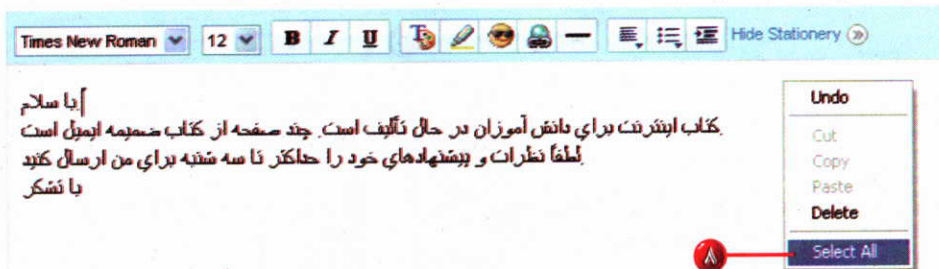 Times New Roman 12 B I U Hide Stationery
با سلام.
کتاب اینترنت برای دانش آموزان در حال تألیف است. چند صفحه از کتاب ضمیمه ایمیل است.
لطفاً نظرات و پیشنهادهای خود را حداکثر تا سه شنبه برای من ارسال کنید.
با تشکر
Undo
Cut
Copy
Paste
Delete
Select All
۸